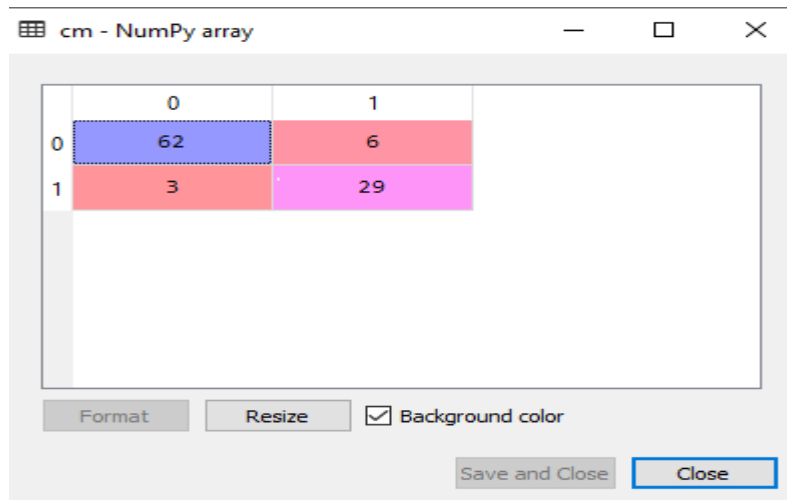 cm - NumPy array
0 1
0 62 6
1 3 29
Format Resize Background color
Save and Close Close